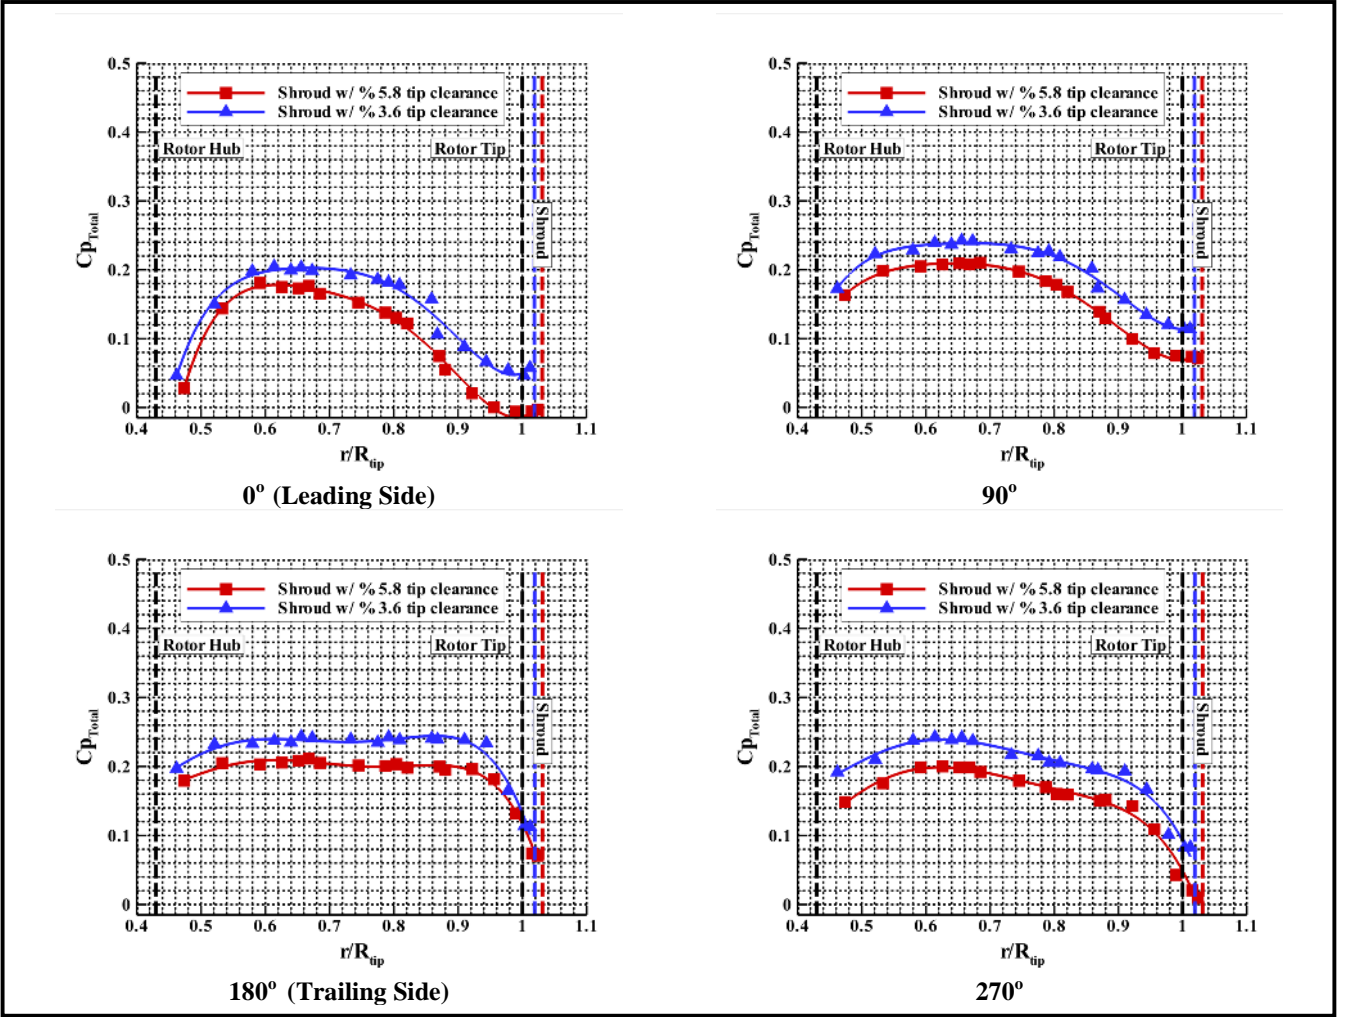 0.5
0.4
0.3
0.2
0.1
0
Cp_Total
Shroud w/ % 5.8 tip clearance
Shroud w/ % 3.6 tip clearance
Rotor Hub
Rotor Tip
Shroud
0.4 0.5 0.6 0.7 0.8 0.9 1 1.1
r/R_tip
0° (Leading Side)
0.5
0.4
0.3
0.2
0.1
0
Cp_Total
Shroud w/ % 5.8 tip clearance
Shroud w/ % 3.6 tip clearance
Rotor Hub
Rotor Tip
Shroud
0.4 0.5 0.6 0.7 0.8 0.9 1 1.1
r/R_tip
90°
0.5
0.4
0.3
0.2
0.1
0
Cp_Total
Shroud w/ % 5.8 tip clearance
Shroud w/ % 3.6 tip clearance
Rotor Hub
Rotor Tip
Shroud
0.4 0.5 0.6 0.7 0.8 0.9 1 1.1
r/R_tip
180° (Trailing Side)
0.5
0.4
0.3
0.2
0.1
0
Cp_Total
Shroud w/ % 5.8 tip clearance
Shroud w/ % 3.6 tip clearance
Rotor Hub
Rotor Tip
Shroud
0.4 0.5 0.6 0.7 0.8 0.9 1 1.1
r/R_tip
270°